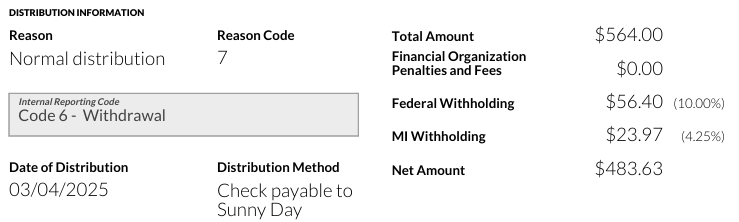 DISTRIBUTION INFORMATION
Reason
Reason Code
Normal distribution
7
Internal Reporting Code
Code 6 - Withdrawal
Date of Distribution
Distribution Method
03/04/2025
Check payable to
Sunny Day
Total Amount
$564.00
Financial Organization
Penalties and Fees
$0.00
Federal Withholding
$56.40 (10.00%)
MI Withholding
$23.97 (4.25%)
Net Amount
$483.63